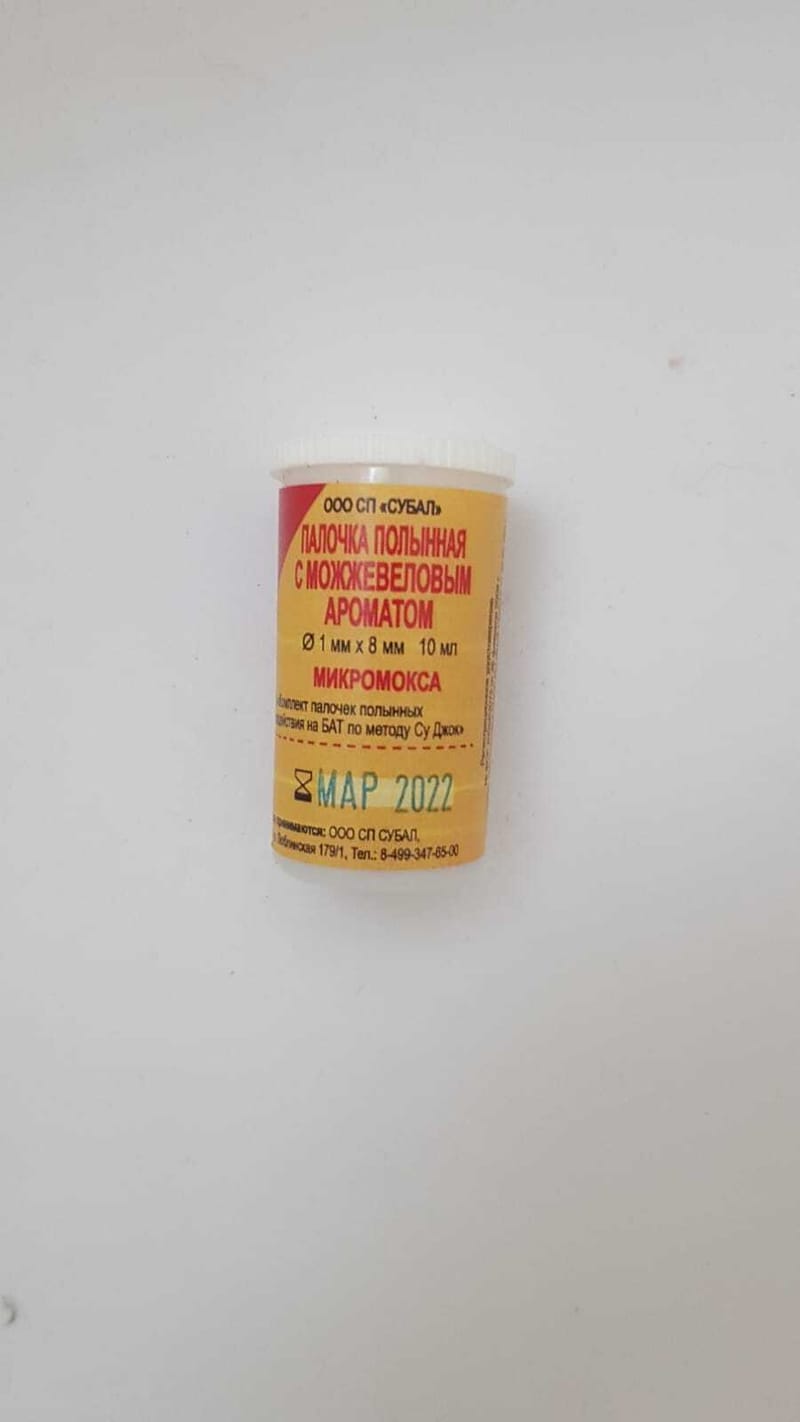 ООО СП «СУБАЛ»
ПАЛОЧКА ПОЛЫННАЯ
С МОЖЖЕВЕЛОВЫМ
АРОМАТОМ
Ø 1 мм x 8 мм 10 мл
МИКРОМОКСА
палочек полынных
на БАТ по методу Су Джок»
МАР 2022
ООО СП СУБАЛ,
179/1, Тел.: 8-499-347-65-00